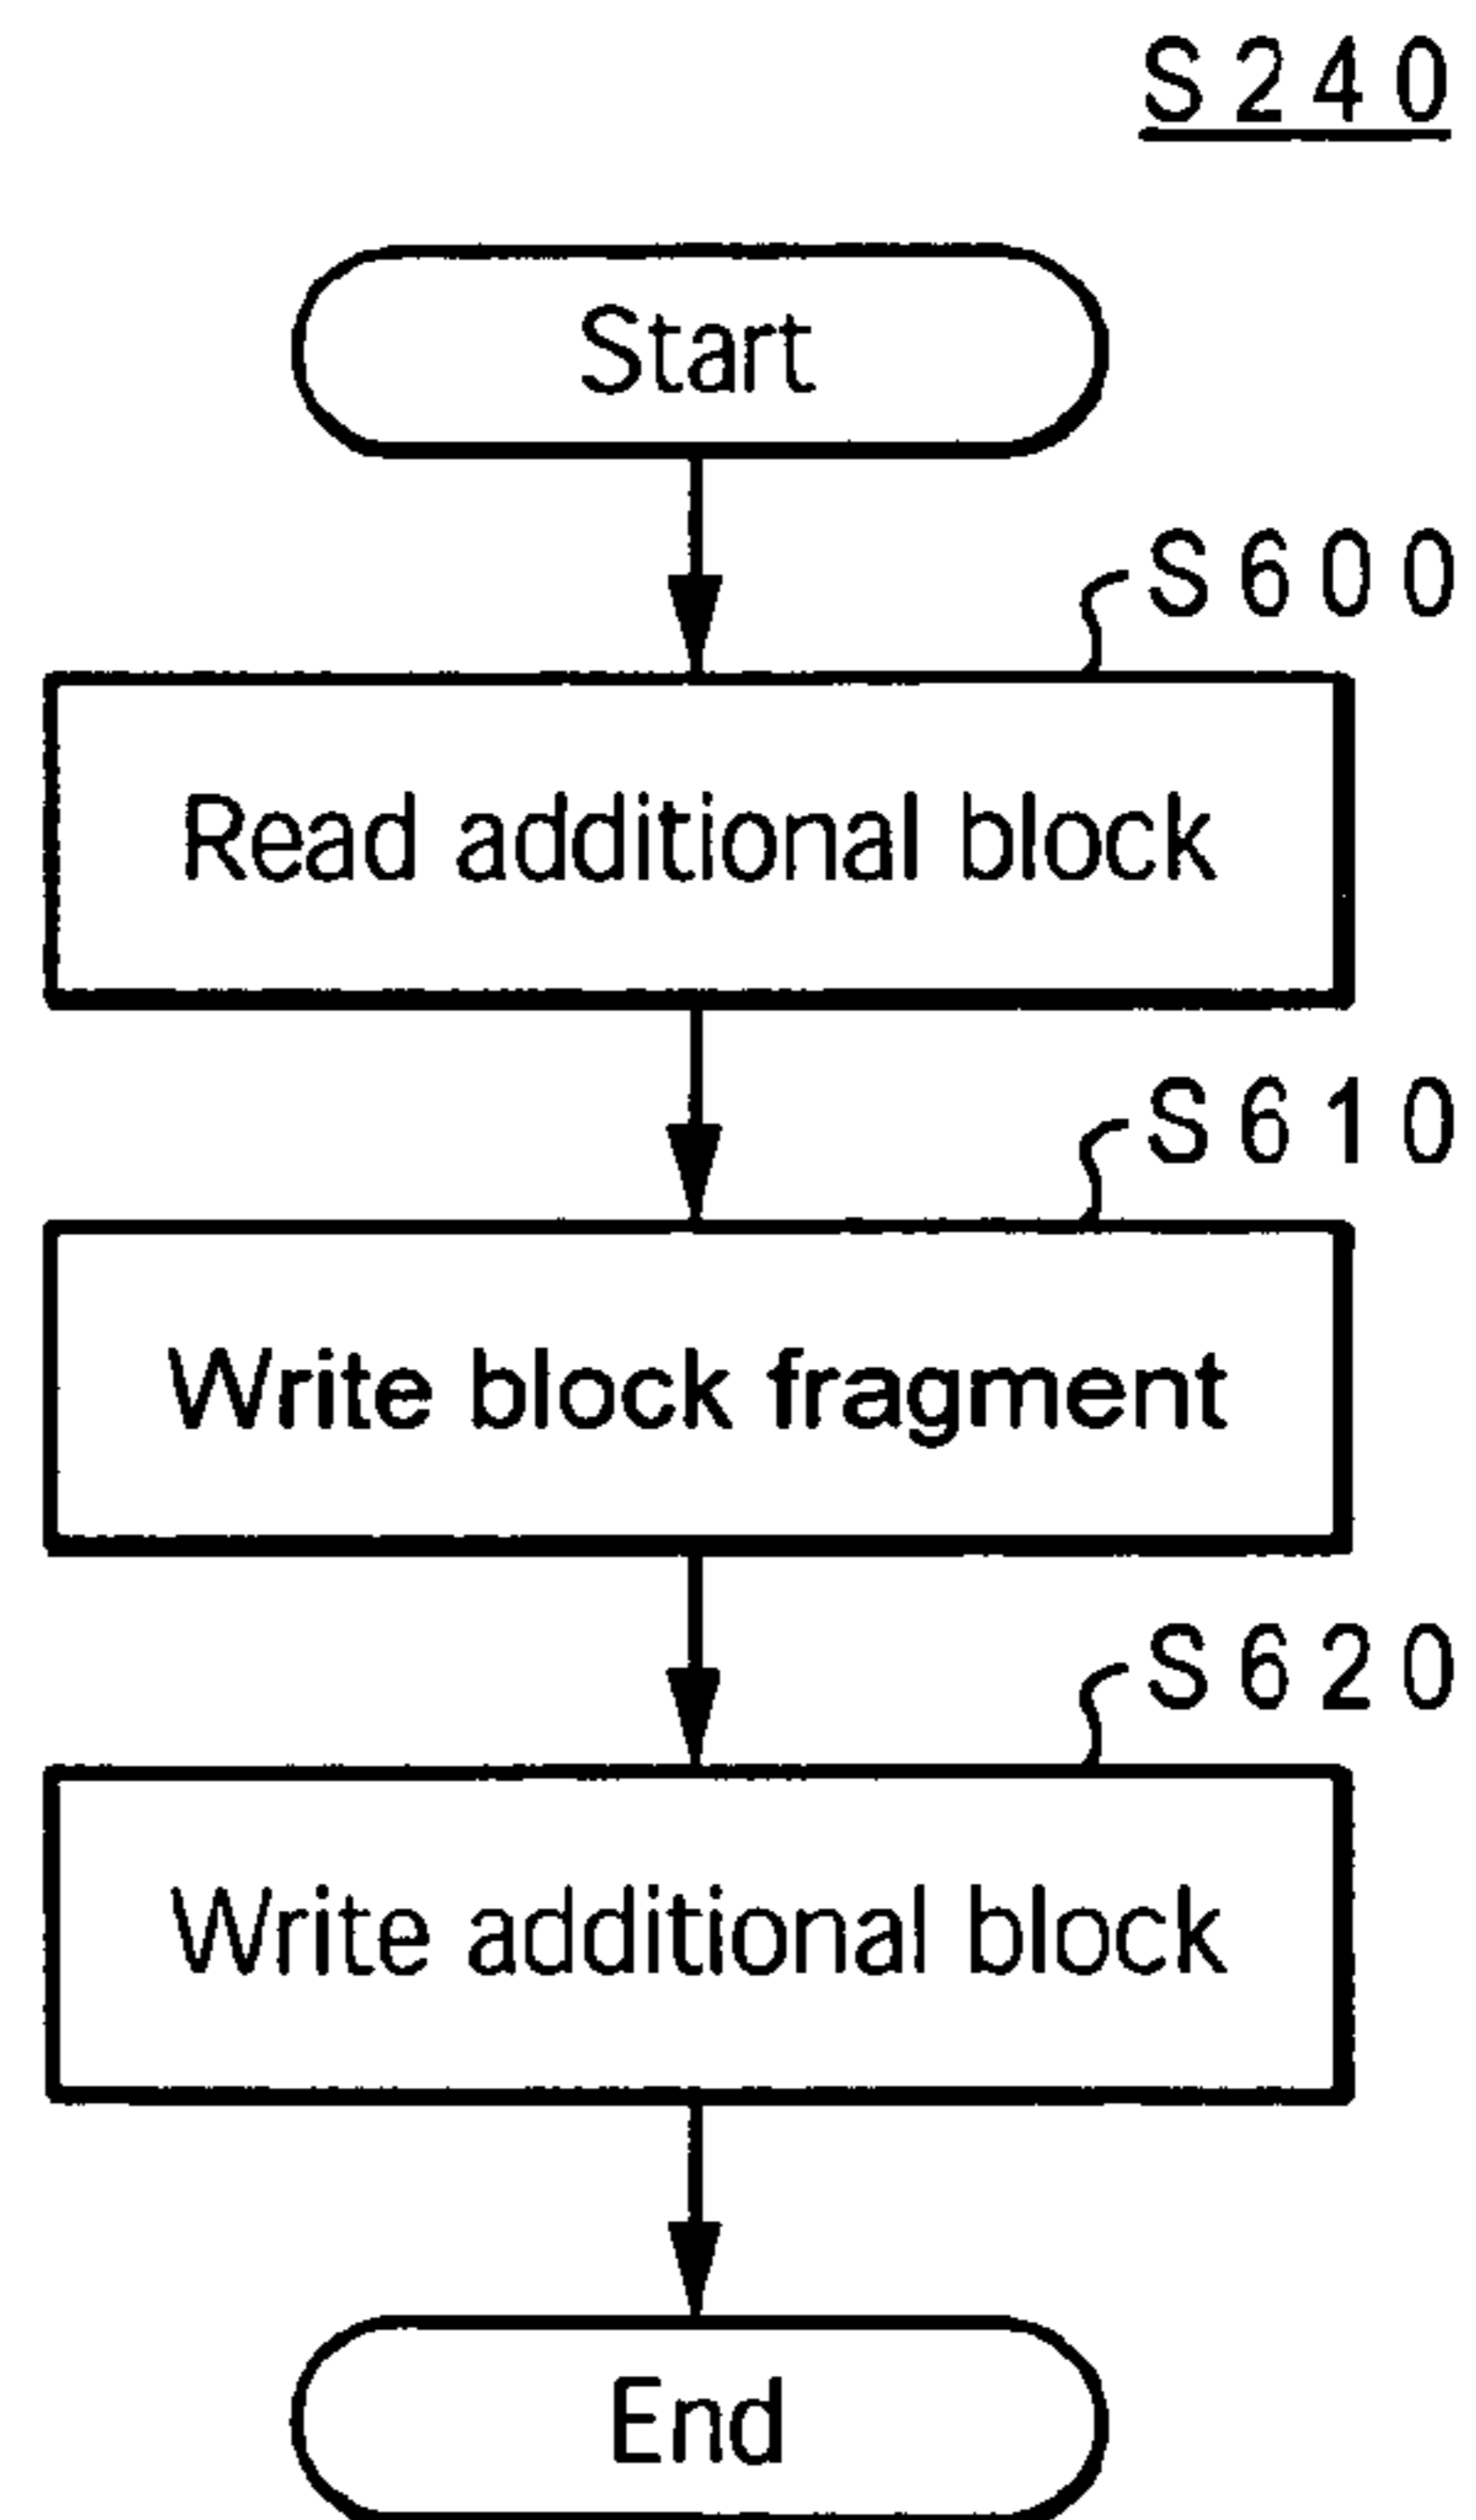 S240
Start
S600
Read additional block
S610
Write block fragment
S620
Write additional block
End